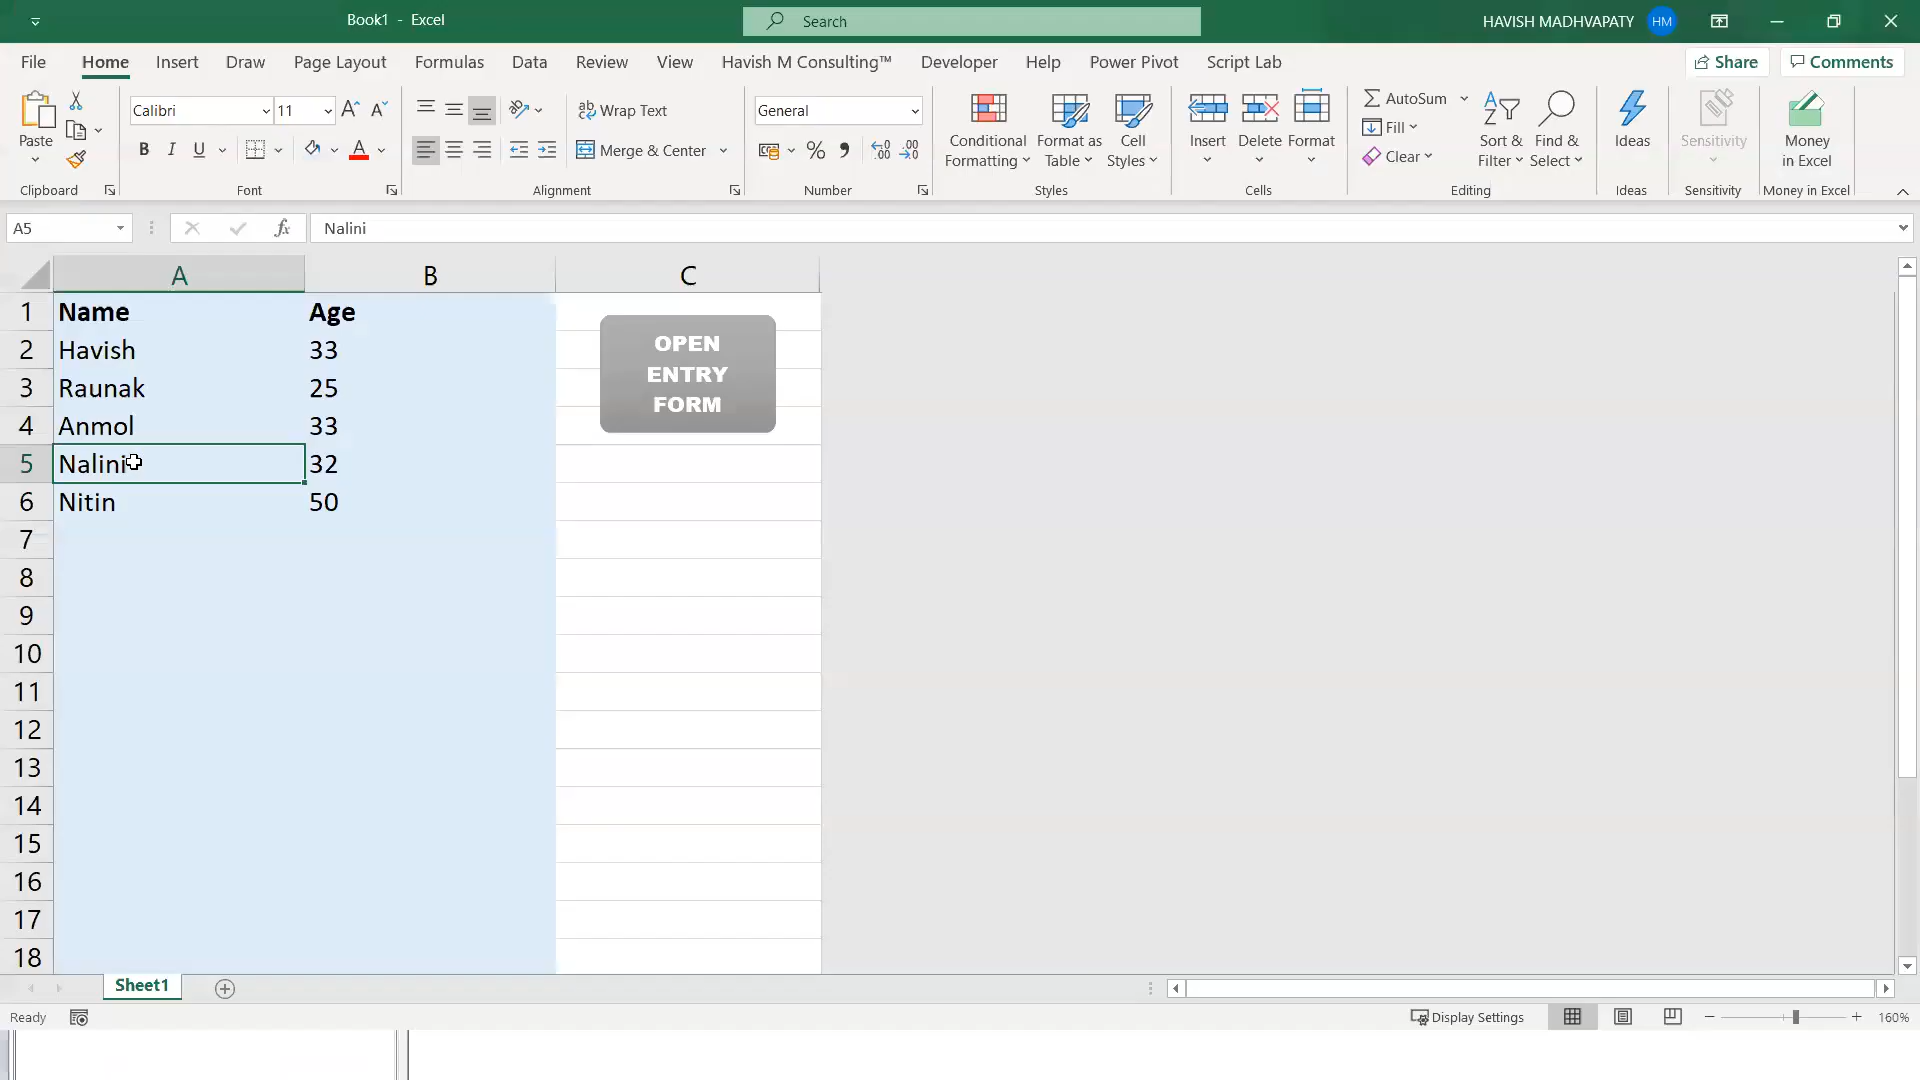 Book1 - Excel
Search
HAVISH MADHVAPATY HM
File Home Insert Draw Page Layout Formulas Data Review View Havish M Consulting™ Developer Help Power Pivot Script Lab Share Comments
Paste
Clipboard
Calibri 11
B I U A
Font
ab Wrap Text
Merge & Center
Alignment
General
% ,
Number
Conditional Formatting
Format as Table
Cell Styles
Styles
Insert
Delete
Format
Cells
AutoSum
Fill
Clear
Sort & Filter
Find & Select
Editing
Ideas
Ideas
Sensitivity
Sensitivity
Money in Excel
Money in Excel
A5 fx Nalini
A B C
1 Name Age
2 Havish 33
3 Raunak 25
4 Anmol 33
5 Nalini 32
6 Nitin 50
7
8
9
10
11
12
13
14
15
16
17
18
OPEN
ENTRY
FORM
Sheet1
Ready Display Settings 160%